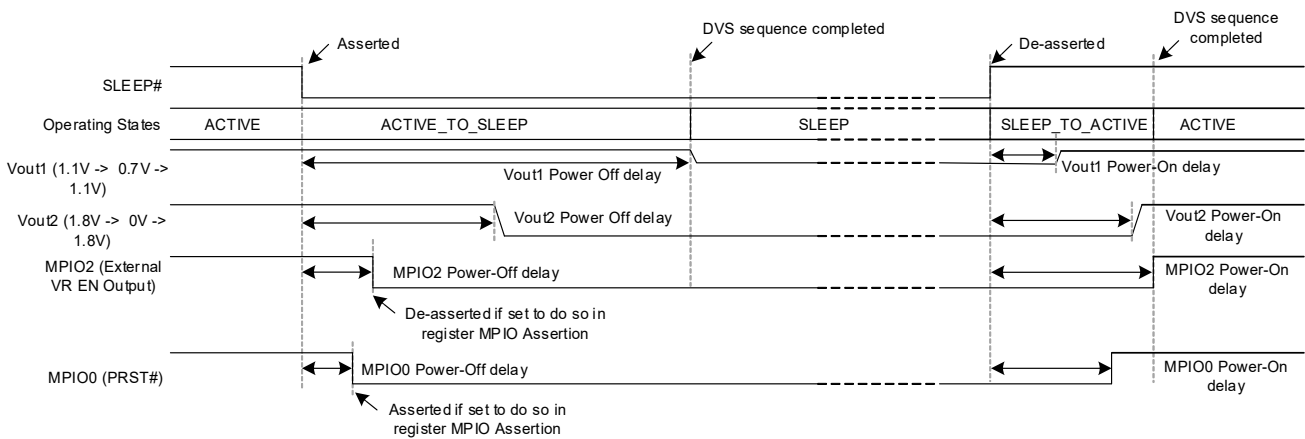 DVS sequence completed
DVS sequence
completed
Asserted
De-asserted
SLEEP#
Operating States
ACTIVE
ACTIVE_TO_SLEEP
SLEEP
SLEEP_TO_ACTIVE
ACTIVE
Vout1 (1.1V -> 0.7V ->
1.1V)
Vout1 Power Off delay
Vout1 Power-On delay
Vout2 (1.8V -> 0V ->
1.8V)
Vout2 Power Off delay
Vout2 Power-On
delay
MPIO2 (External
VR EN Output)
MPIO2 Power-Off delay
MPIO2 Power-On
delay
De-asserted if set to do so in
register MPIO Assertion
MPIO0 (PRST#)
MPIO0 Power-Off delay
MPIO0 Power-On
delay
Asserted if set to do so in
register MPIO Assertion